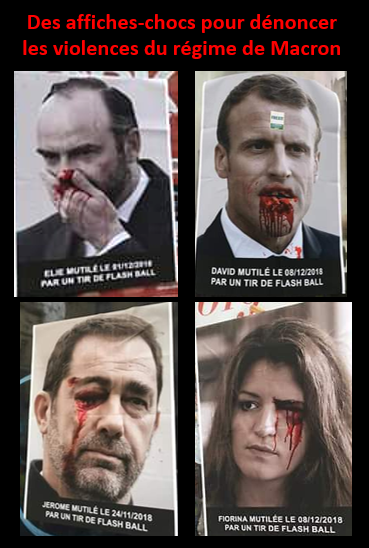 Des affiches-chocs pour dénoncer
les violences du régime de Macron
ELIE MUTILÉ LE 01/12/2018
PAR UN TIR DE FLASH BALL
DAVID MUTILÉ LE 08/12/2018
PAR UN TIR DE FLASH BALL
JEROME MUTILÉ LE 24/11/2018
PAR UN TIR DE FLASH BALL
FIORINA MUTILÉE LE 08/12/2018
PAR UN TIR DE FLASH BALL